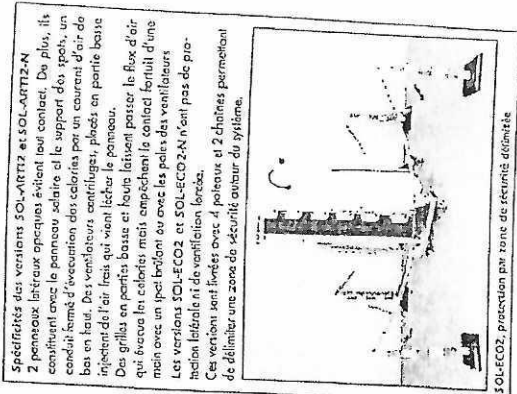 Spécificités des versions SOL-ARTI2 et SOL-ARTI2-N
2 panneaux latéraux opaques évitent tout contact. De plus, ils
constituent avec le panneau solaire et le support des spots, un
conduit fermé d'évacuation des calories par un courant d'air de
bas en haut. Des ventilateurs centrifuges, placés en partie basse
injectent de l'air frais qui vient lécher le panneau.
Des grilles en parties basse et haute laissent passer le flux d'air
qui évacue les calories mais empêchent le contact fortuit d'une
main avec un spot brûlant ou avec les pales des ventilateurs
Les versions SOL-ECO2 et SOL-ECO2-N n'ont pas de pro-
tection latérale ni de ventilation forcée.
Ces versions sont livrées avec 4 poteaux et 2 chaînes permettant
de délimiter une zone de sécurité autour du système.
SOL-ECO2, protection par zone de sécurité délimitée